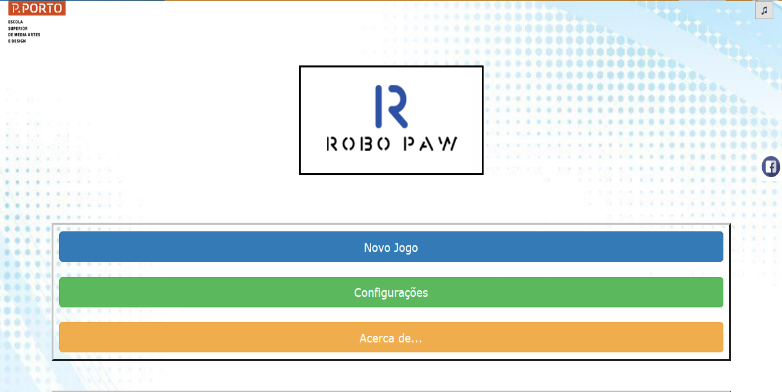 P.PORTO
ESCOLA
SUPERIOR
DE MEDIA ARTES
E DESIGN
R
ROBO PAW
Novo Jogo
Configurações
Acerca de...